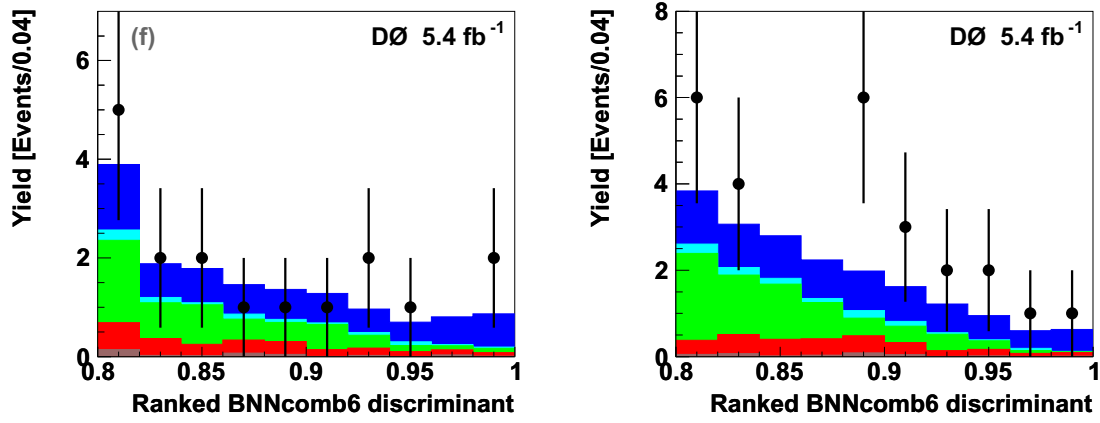 (f) DØ 5.4 fb -1
Yield [Events/0.04]
6
4
2
0
0.8 0.85 0.9 0.95 1
Ranked BNNcomb6 discriminant
DØ 5.4 fb -1
Yield [Events/0.04]
8
6
4
2
0
0.8 0.85 0.9 0.95 1
Ranked BNNcomb6 discriminant